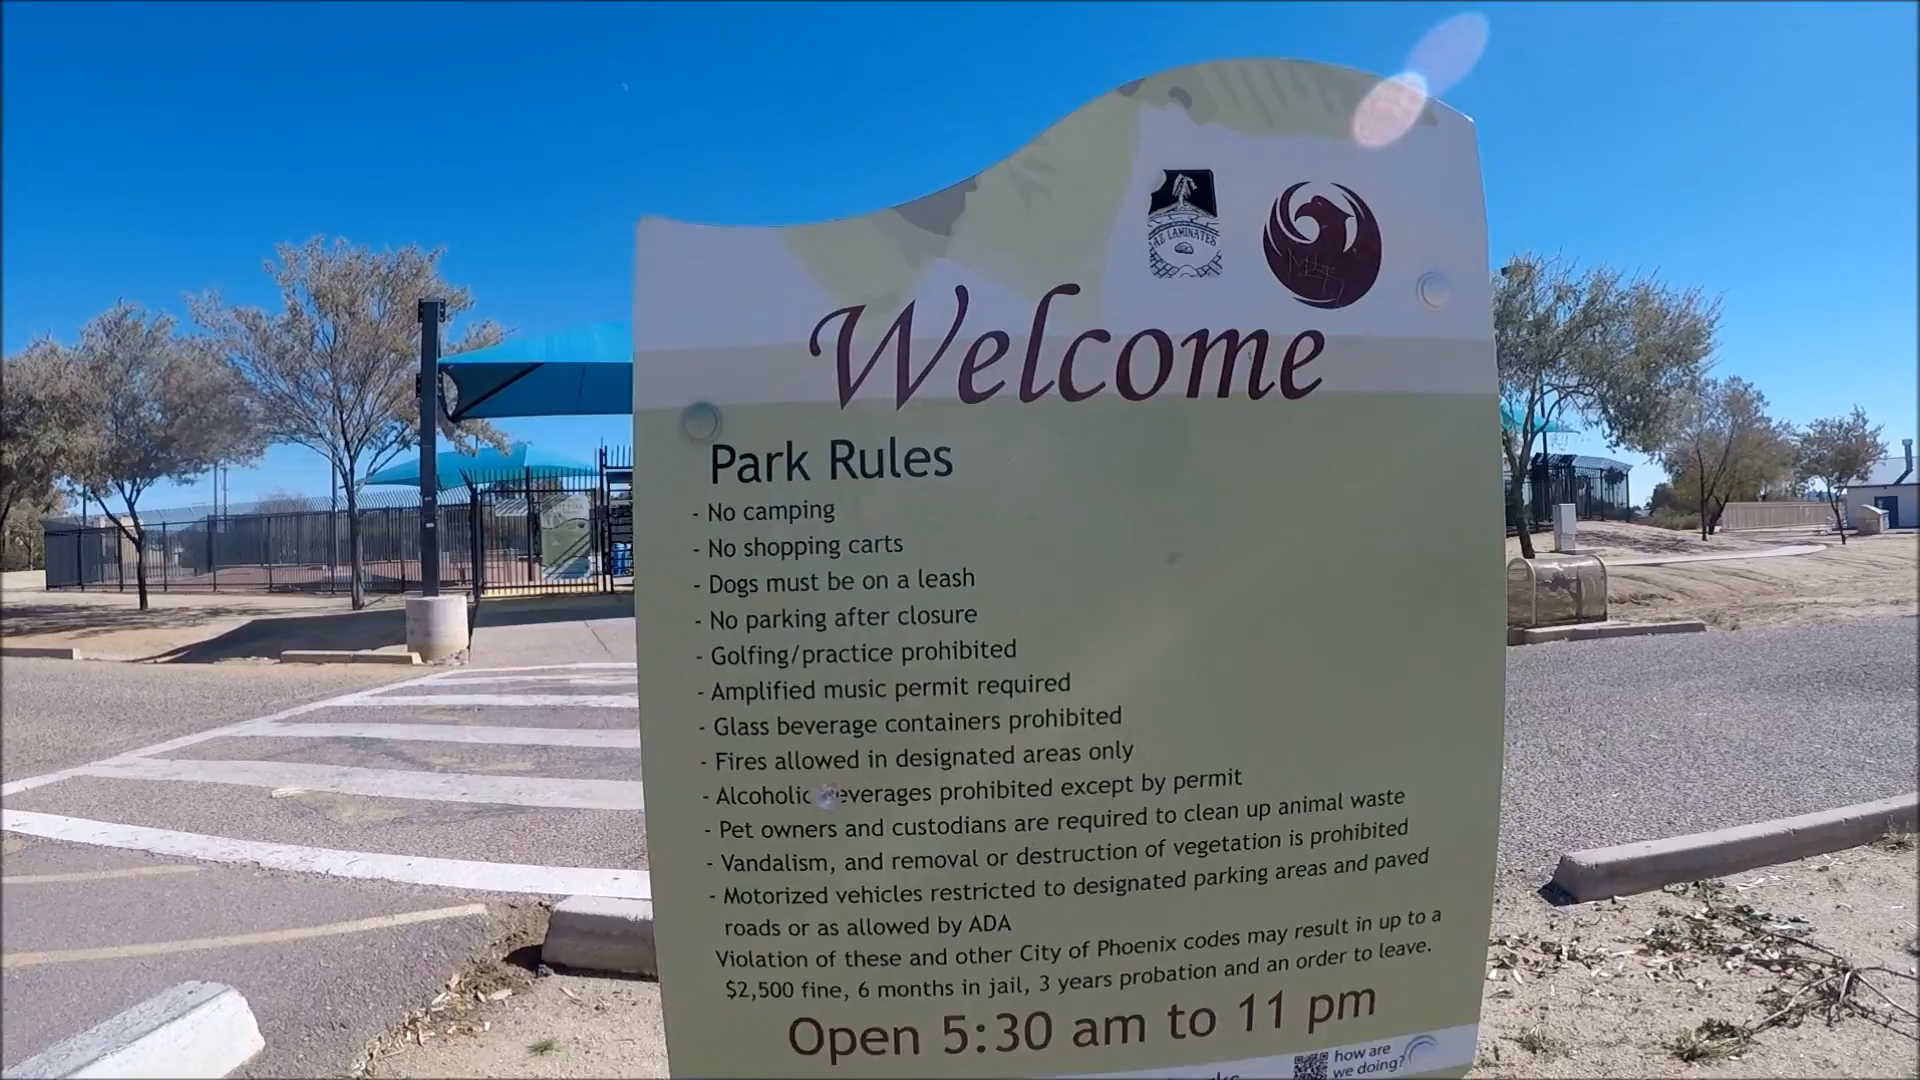 AZ LAMINATES
Welcome
Park Rules
- No camping
- No shopping carts
- Dogs must be on a leash
- No parking after closure
- Golfing/practice prohibited
- Amplified music permit required
- Glass beverage containers prohibited
- Fires allowed in designated areas only
- Alcoholic beverages prohibited except by permit
- Pet owners and custodians are required to clean up animal waste
- Vandalism, and removal or destruction of vegetation is prohibited
- Motorized vehicles restricted to designated parking areas and paved
roads or as allowed by ADA
Violation of these and other City of Phoenix codes may result in up to a
$2,500 fine, 6 months in jail, 3 years probation and an order to leave.
Open 5:30 am to 11 pm
how are
we doing?